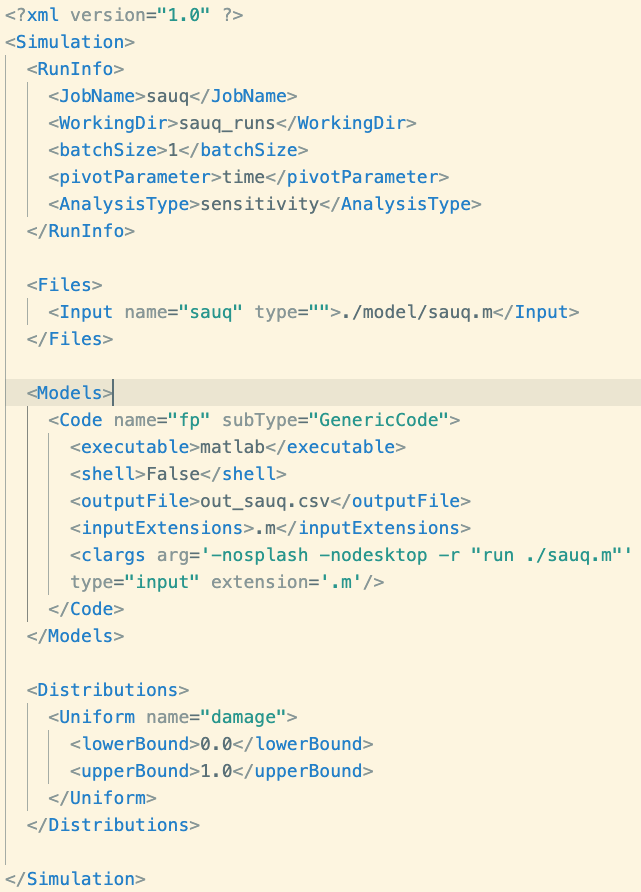 <?xml version="1.0" ?>
<Simulation>
  <RunInfo>
    <JobName>sauq</JobName>
    <WorkingDir>sauq_runs</WorkingDir>
    <batchSize>1</batchSize>
    <pivotParameter>time</pivotParameter>
    <AnalysisType>sensitivity</AnalysisType>
  </RunInfo>

  <Files>
    <Input name="sauq" type="">./model/sauq.m</Input>
  </Files>

  <Models>
    <Code name="fp" subType="GenericCode">
      <executable>matlab</executable>
      <shell>False</shell>
      <outputFile>out_sauq.csv</outputFile>
      <inputExtensions>.m</inputExtensions>
      <clargs arg='-nosplash -nodesktop -r "run ./sauq.m"'
      type="input" extension='.m'/>
    </Code>
  </Models>

  <Distributions>
    <Uniform name="damage">
      <lowerBound>0.0</lowerBound>
      <upperBound>1.0</upperBound>
    </Uniform>
  </Distributions>

</Simulation>